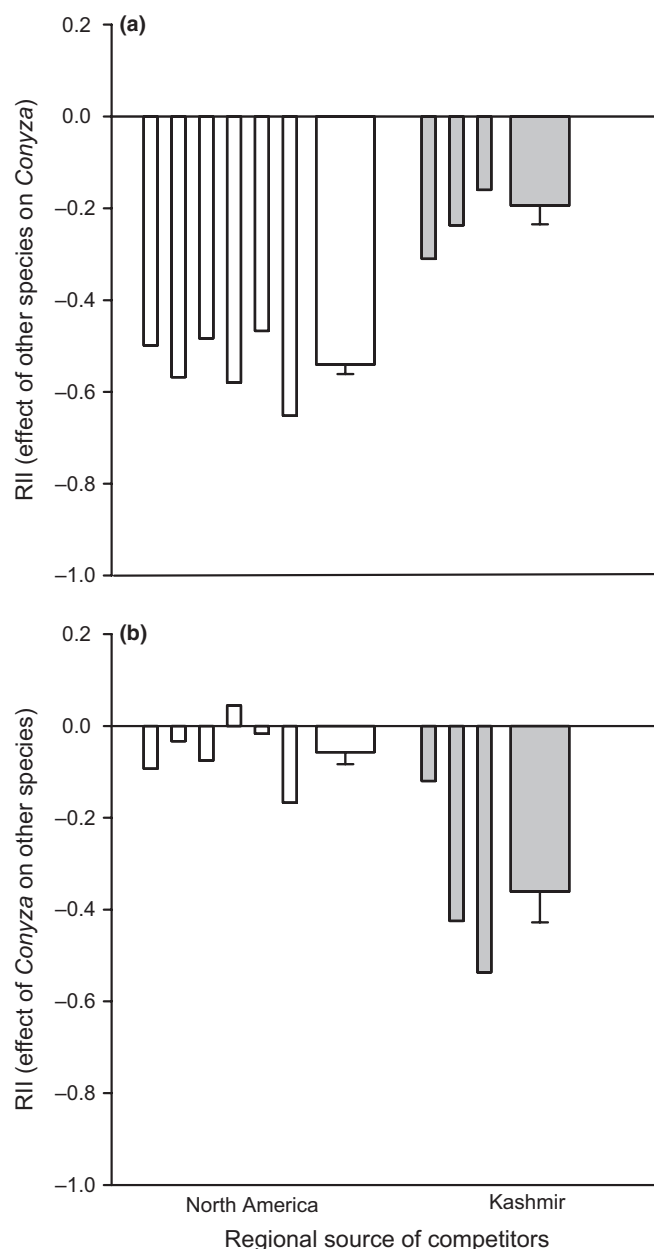 (a)
0.2
0.0
–0.2
–0.4
–0.6
–0.8
–1.0
RII (effect of other species on Conyza)
(b)
0.2
0.0
–0.2
–0.4
–0.6
–0.8
–1.0
RII (effect of Conyza on other species)
North America Kashmir
Regional source of competitors